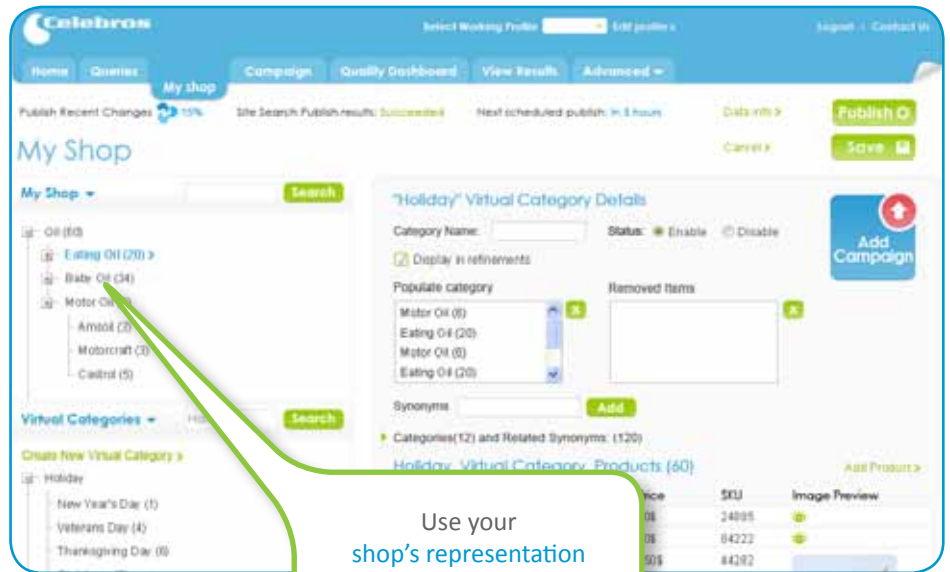 Celebros
Select Working Profile Edit profiles
Logout | Contact Us
Home Queries My shop Campaign Quality Dashboard View Results Advanced
Publish Recent Changes 15% Site Search Publish results: Succeeded Next scheduled publish: in 5 hours Data info > Publish
My Shop Cancel > Save
My Shop Search
Oil (60)
Eating Oil (20) >
Baby Oil (34)
Motor Oil
Amsoil (3)
Motorcraft (3)
Castrol (5)
Virtual Categories Search
Create New Virtual Category >
Holiday
New Year's Day (1)
Veterans Day (4)
Thanksgiving Day (6)
"Holiday" Virtual Category Details
Category Name: Status: Enable Disable
Display in refinements
Populate category Removed Items
Motor Oil (6)
Eating Oil (20)
Motor Oil (6)
Eating Oil (20)
X X
Add Campaign
Synonyms Add
Categories(12) and Related Synonyms: (120)
Holiday Virtual Category Products (60) Add Product >
SKU Image Preview
24895
84222
44282
Use your
shop's representation